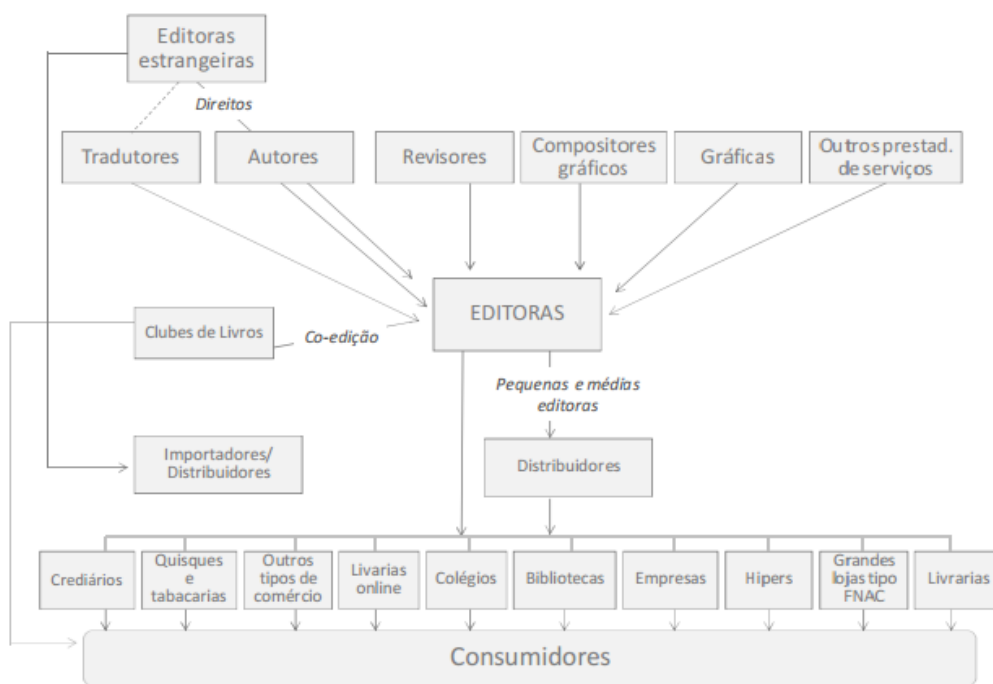 Editoras
estrangeiras
Direitos
Tradutores
Autores
Revisores
Compositores
gráficos
Gráficas
Outros prestad.
de serviços
EDITORAS
Clubes de Livros
Co-edição
Pequenas e médias
editoras
Importadores/
Distribuidores
Distribuidores
Crediários
Quisques
e
tabacarias
Outros
tipos de
comércio
Livarias
online
Colégios
Bibliotecas
Empresas
Hipers
Grandes
lojas tipo
FNAC
Livrarias
Consumidores